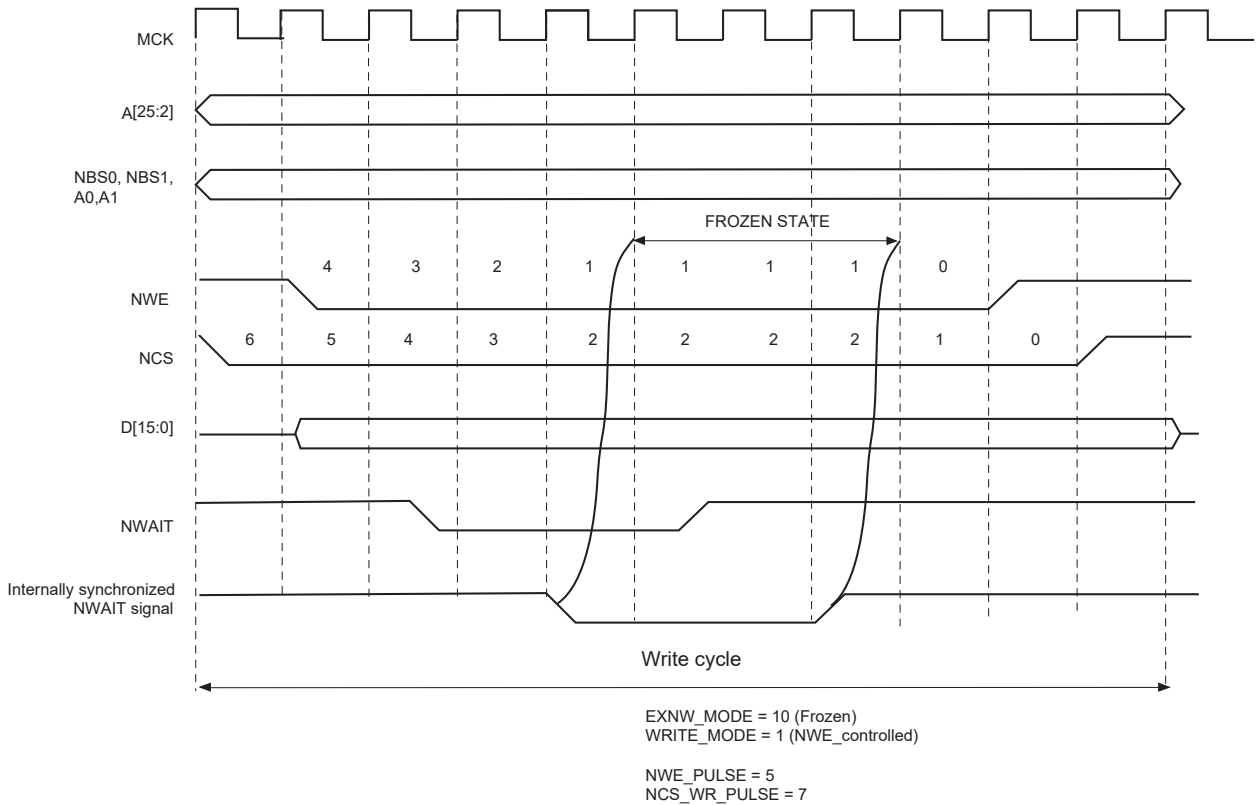 MCK
A[25:2]
NBS0, NBS1,
A0,A1
FROZEN STATE
4 3 2 1 1 1 1 0
NWE
6 5 4 3 2 2 2 2 1 0
NCS
D[15:0]
NWAIT
Internally synchronized
NWAIT signal
Write cycle
EXNW_MODE = 10 (Frozen)
WRITE_MODE = 1 (NWE_controlled)
NWE_PULSE = 5
NCS_WR_PULSE = 7